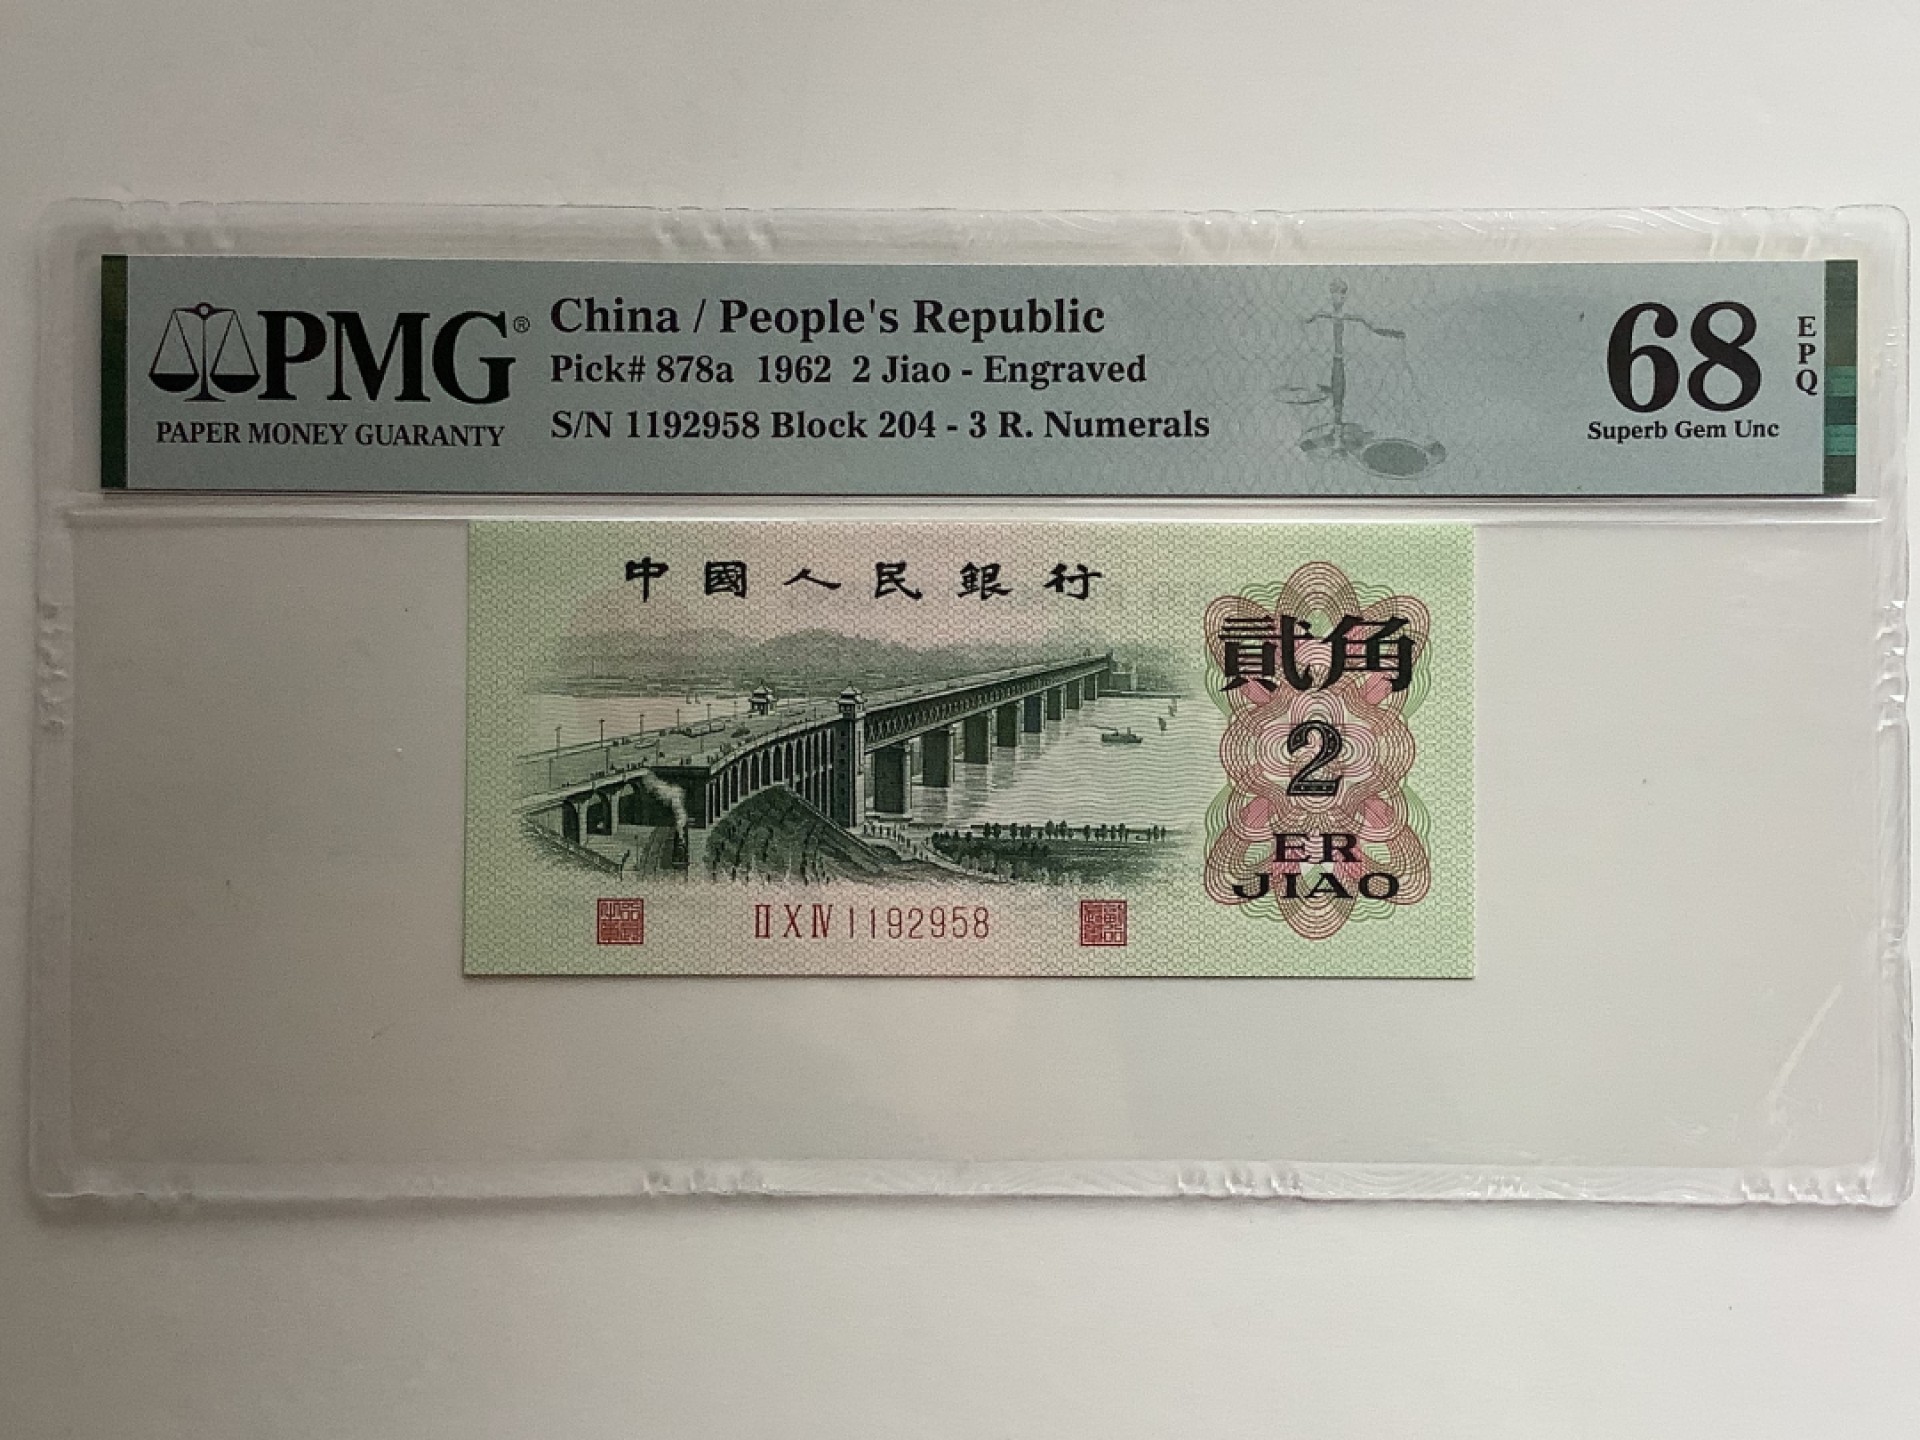 PMG®
PAPER MONEY GUARANTY
China / People's Republic
Pick# 878a 1962 2 Jiao - Engraved
S/N 1192958 Block 204 - 3 R. Numerals
68
EPQ
Superb Gem Unc
中國人民銀行
貳角
2
ER
JIAO
II X IV 1192958